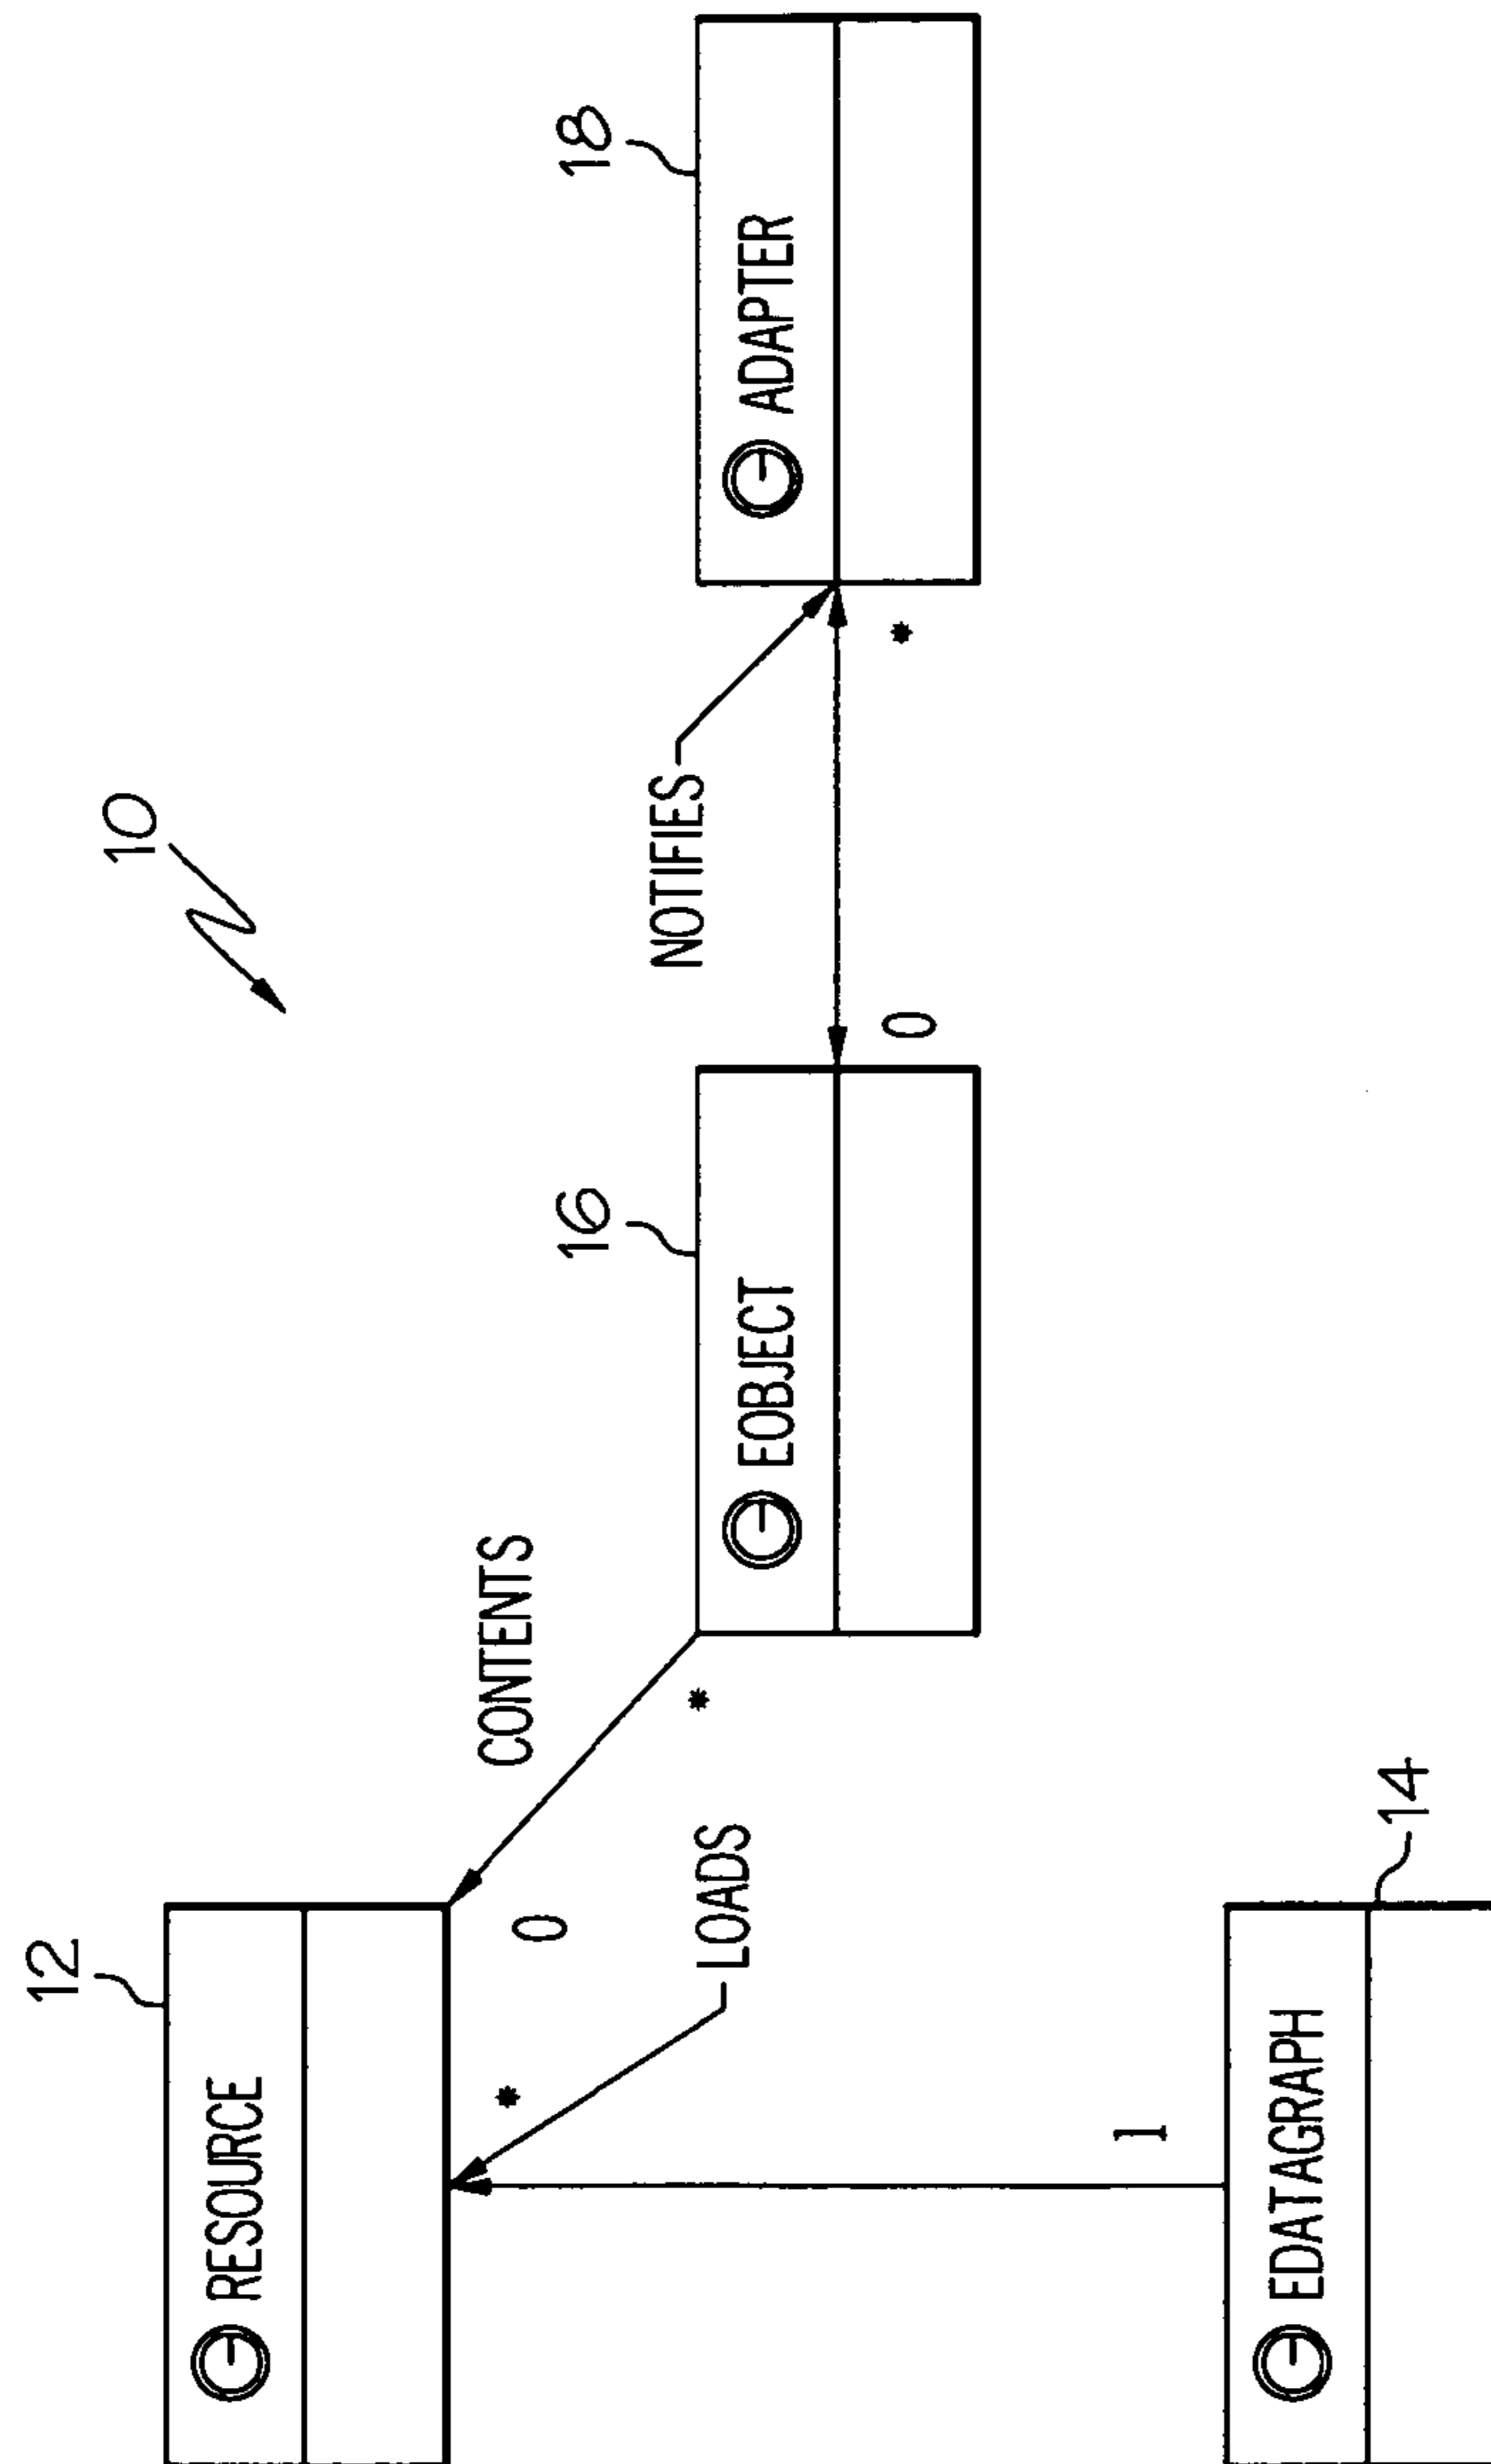 10
12
RESOURCE
CONTENTS
*
0
*
LOADS
1
14
EDATAGRAPH
16
EOBJECT
0
NOTIFIES
*
18
ADAPTER